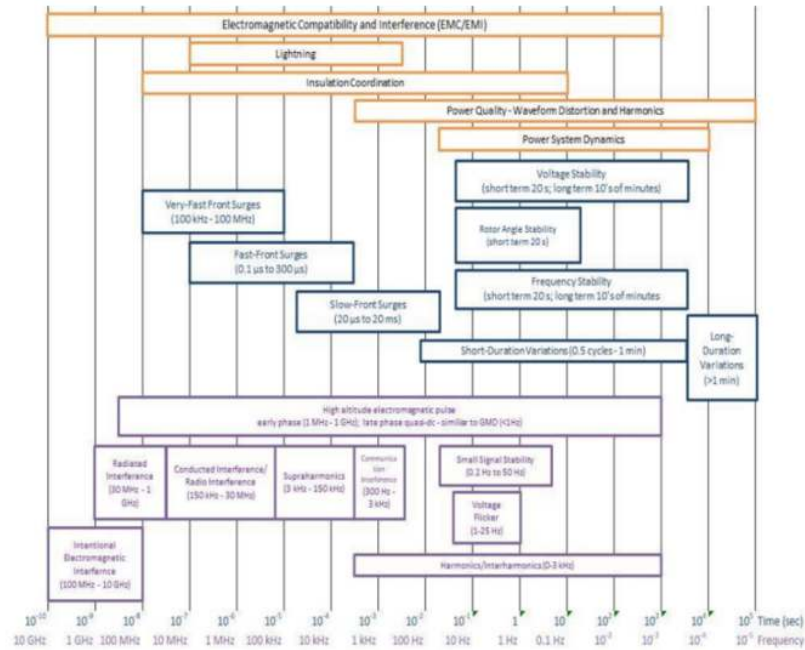 Electromagnetic Compatibility and Interference (EMC/EMI)
Lightning
Insulation Coordination
Power Quality - Waveform Distortion and Harmonics
Power System Dynamics
Voltage Stability
(short term 20 s; long term 10's of minutes)
Very-Fast Front Surges
(100 kHz - 100 MHz)
Rotor Angle Stability
(short term 20 s)
Fast-Front Surges
(0.1 μs to 300 μs)
Frequency Stability
(short term 20 s; long term 10's of minutes
Slow-Front Surges
(20 μs to 20 ms)
Short-Duration Variations (0.5 cycles - 1 min)
Long-
Duration
Variations
(>1 min)
High altitude electromagnetic pulse
early phase (1 MHz - 1 GHz); late phase quasi-dc - similar to GMD (<1Hz)
Radiated
Interference
(30 MHz - 1
GHz)
Conducted Interference/
Radio Interference
(150 kHz - 30 MHz)
Supraharmonics
(3 kHz - 150 kHz)
Communica
tion
Interference
(300 Hz -
3 kHz)
Small Signal Stability
(0.2 Hz to 50 Hz)
Voltage
Flicker
(1-25 Hz)
Intentional
Electromagnetic
Interfernce
(100 MHz - 10 GHz)
Harmonics/Interharmonics (0-3 kHz)
10⁻¹⁰ 10⁻⁹ 10⁻⁸ 10⁻⁷ 10⁻⁶ 10⁻⁵ 10⁻⁴ 10⁻³ 10⁻² 10⁻¹ 1 10¹ 10² 10³ 10⁴ 10⁵ Time (sec)
10 GHz 1 GHz 100 MHz 10 MHz 1 MHz 100 kHz 10 kHz 1 kHz 100 Hz 10 Hz 1 Hz 0.1 Hz 10⁻² 10⁻³ Frequency